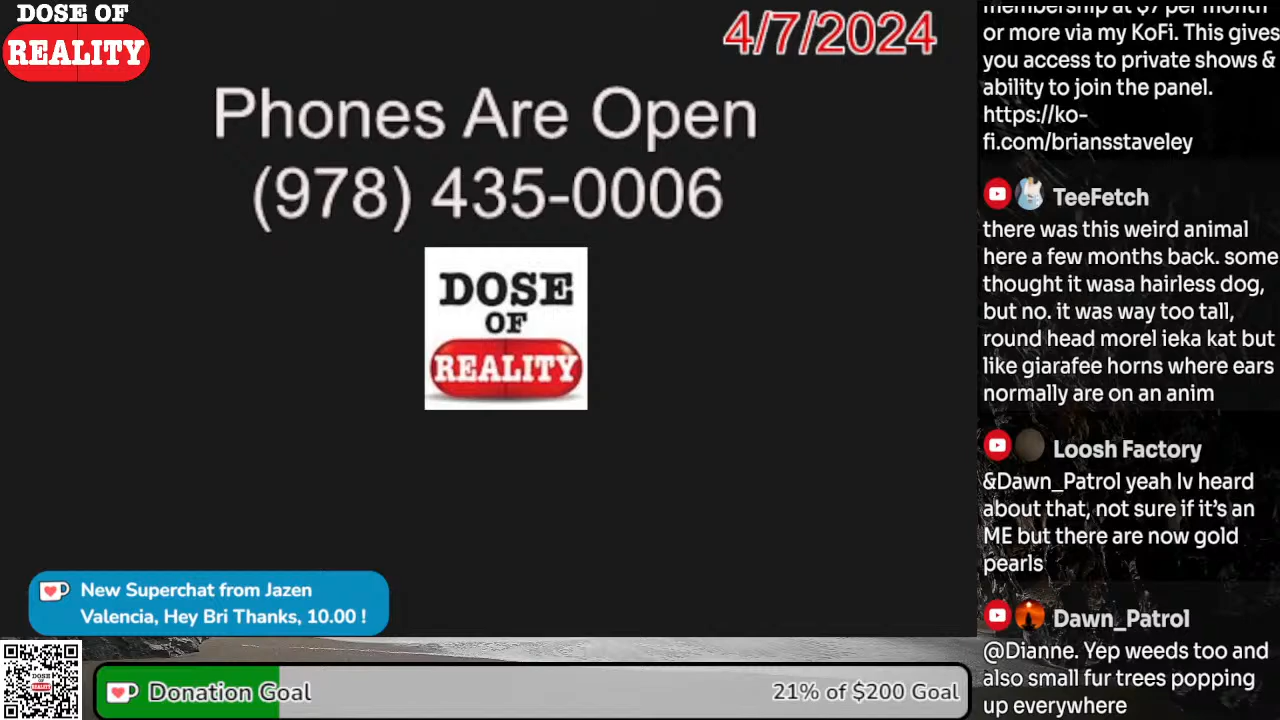 DOSE OF
REALITY
4/7/2024
Phones Are Open
(978) 435-0006
DOSE
OF
REALITY
New Superchat from Jazen
Valencia, Hey Bri Thanks, 10.00 !
Donation Goal
21% of $200 Goal
membership at $7 per month
or more via my KoFi. This gives
you access to private shows &
ability to join the panel.
https://ko-
fi.com/briansstaveley
TeeFetch
there was this weird animal
here a few months back. some
thought it wasa hairless dog,
but no. it was way too tall,
round head morel ieka kat but
like giarafee horns where ears
normally are on an anim
Loosh Factory
&Dawn_Patrol yeah Iv heard
about that, not sure if it’s an
ME but there are now gold
pearls
Dawn_Patrol
@Dianne. Yep weeds too and
also small fur trees popping
up everywhere